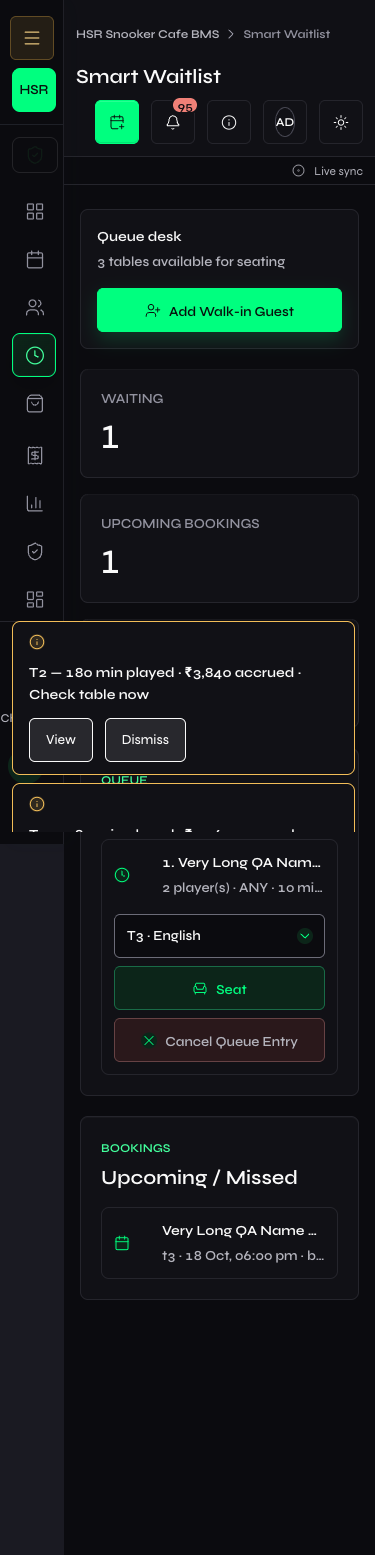 HSR Snooker Cafe BMS > Smart Waitlist
HSR
Smart Waitlist
95
AD
Live sync
Queue desk
3 tables available for seating
Add Walk-in Guest
WAITING
1
UPCOMING BOOKINGS
1
T2 — 180 min played · ₹3,840 accrued ·
Check table now
View Dismiss
QUEUE
1. Very Long QA Nam...
2 player(s) · ANY · 10 mi...
T3 · English
Seat
Cancel Queue Entry
BOOKINGS
Upcoming / Missed
Very Long QA Name ...
t3 · 18 Oct, 06:00 pm · b...